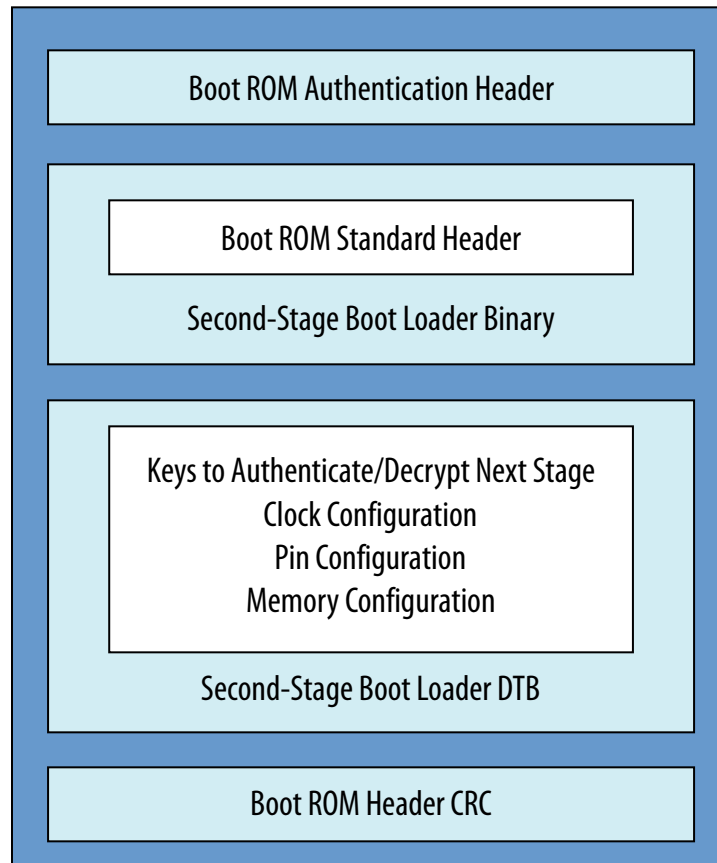 Boot ROM Authentication Header
Boot ROM Standard Header
Second-Stage Boot Loader Binary
Keys to Authenticate/Decrypt Next Stage
Clock Configuration
Pin Configuration
Memory Configuration
Second-Stage Boot Loader DTB
Boot ROM Header CRC